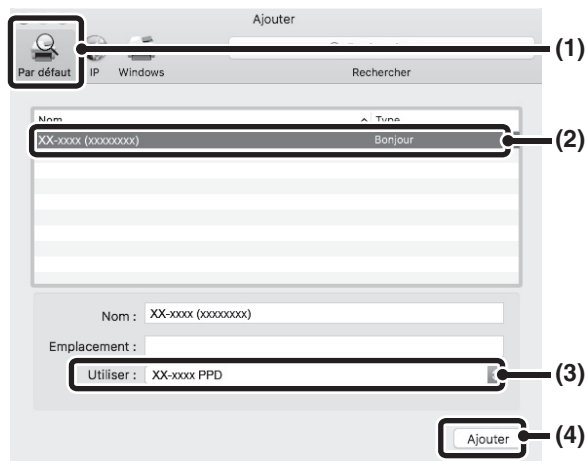 Ajouter
(1)
Par défaut IP Windows Rechercher
Nom Type
XX-xxxx (xxxxxxxx) Bonjour (2)
Nom : XX-xxxx (xxxxxxxx)
Emplacement :
Utiliser : XX-xxxx PPD (3)
Ajouter (4)